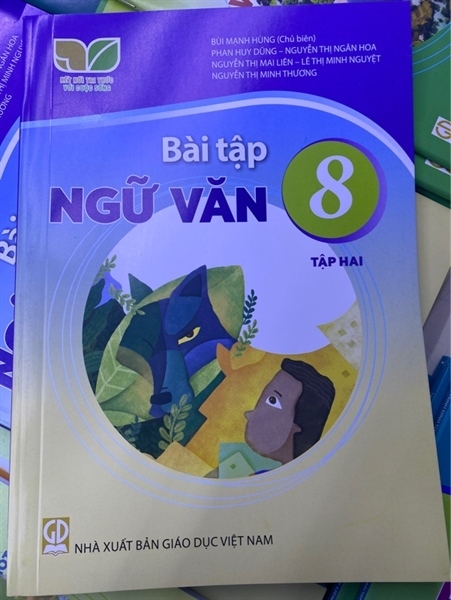 BÙI MẠNH HÙNG (Chủ biên)
PHAN HUY DŨNG – NGUYỄN THỊ NGÂN HOA
NGUYỄN THỊ MAI LIÊN – LÊ THỊ MINH NGUYỆT
NGUYỄN THỊ MINH THƯƠNG
KẾT NỐI TRI THỨC
VỚI CUỘC SỐNG
Bài tập
NGỮ VĂN 8
TẬP HAI
GD
NHÀ XUẤT BẢN GIÁO DỤC VIỆT NAM
Bài